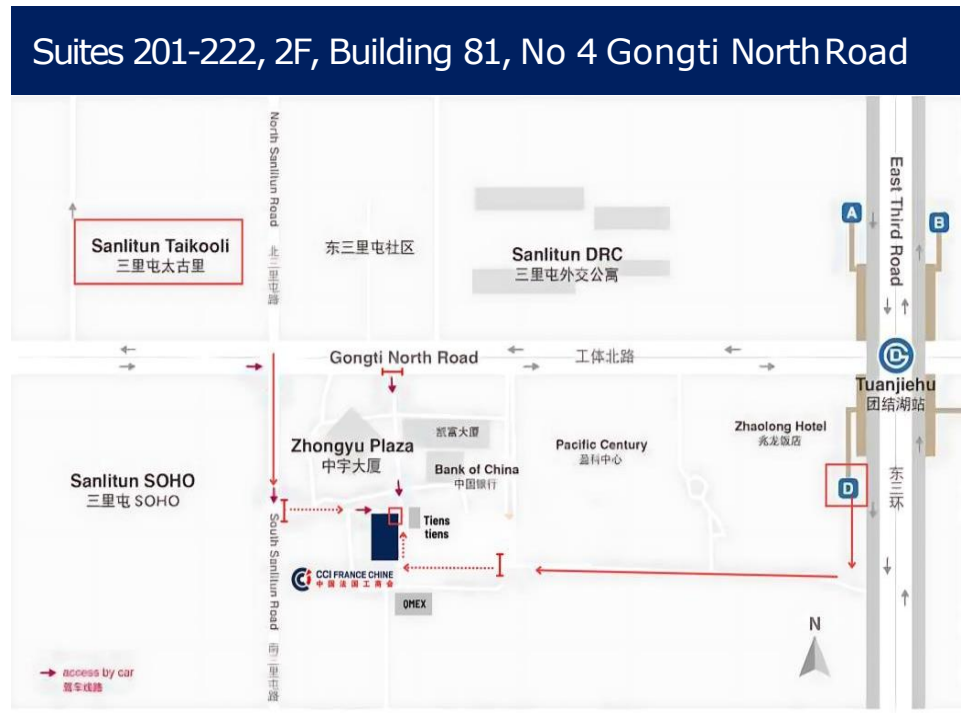 Suites 201-222, 2F, Building 81, No 4 Gongti North Road
North Sanlitun Road 北三里屯路
East Third Road
A
B
Sanlitun Taikooli
三里屯太古里
东三里屯社区
Sanlitun DRC
三里屯外交公寓
Gongti North Road
工体北路
Tuanjiehu
团结湖站
Zhaolong Hotel
兆龙饭店
凯富大厦
Zhongyu Plaza
中宇大厦
Pacific Century
盈科中心
Bank of China
中国银行
Sanlitun SOHO
三里屯 SOHO
D
东三环
Tiens
tiens
South Sanlitun Road 南三里屯路
CCI FRANCE CHINE
中国法国工商会
QMEX
N
access by car
驾车线路